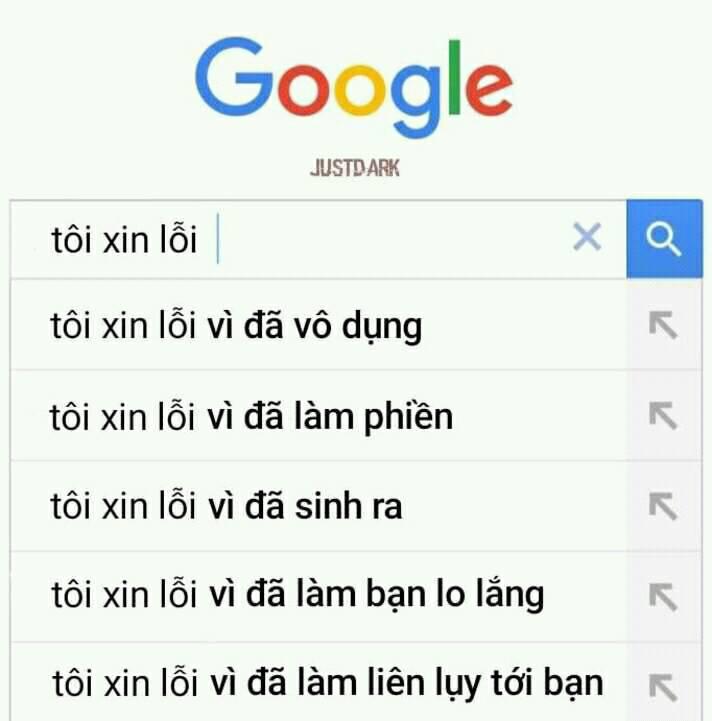 Google
JUSTDARK
tôi xin lỗi
tôi xin lỗi vì đã vô dụng
tôi xin lỗi vì đã làm phiền
tôi xin lỗi vì đã sinh ra
tôi xin lỗi vì đã làm bạn lo lắng
tôi xin lỗi vì đã làm liên lụy tới bạn